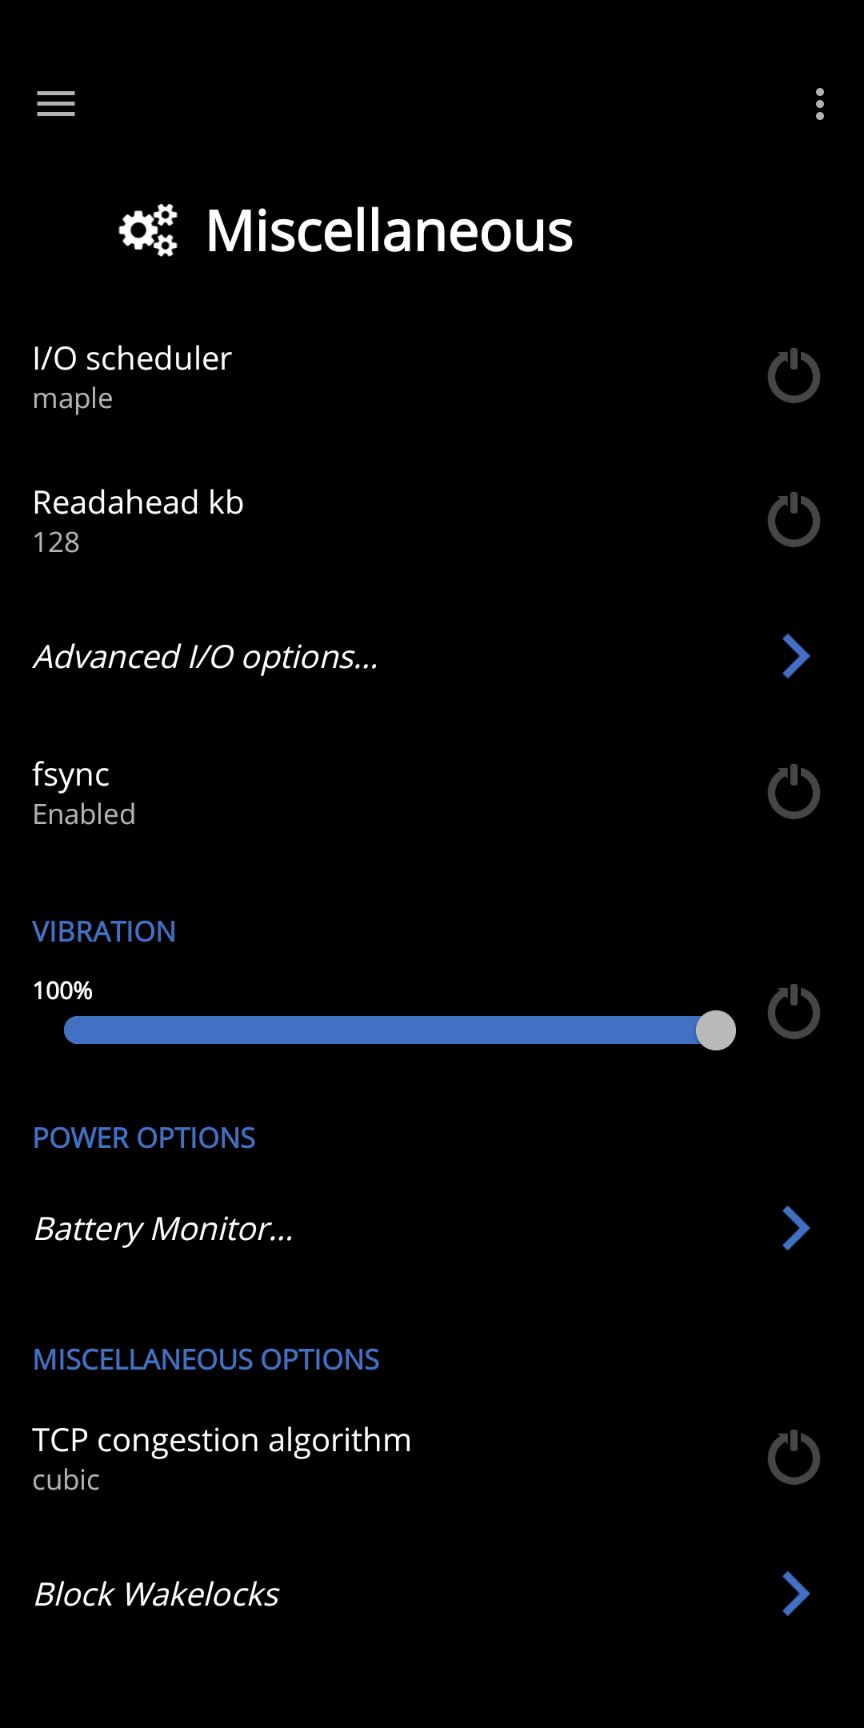 Miscellaneous
I/O scheduler
maple
Readahead kb
128
Advanced I/O options...
fsync
Enabled
VIBRATION
100%
POWER OPTIONS
Battery Monitor...
MISCELLANEOUS OPTIONS
TCP congestion algorithm
cubic
Block Wakelocks